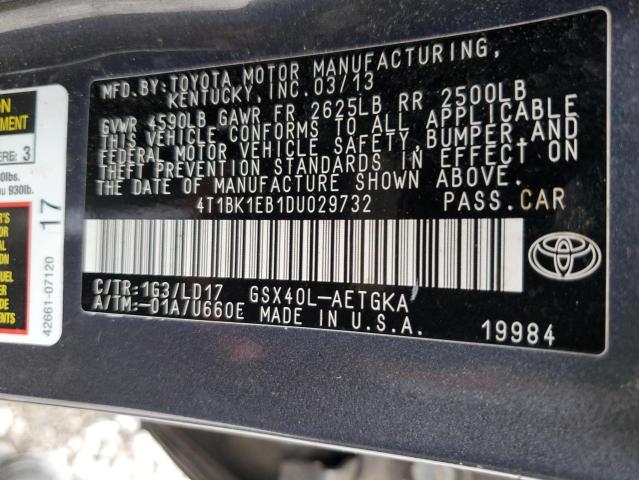 MFD.BY:TOYOTA MOTOR MANUFACTURING,
KENTUCKY,INC. 03/13
GVWR 4590LB GAWR FR 2625LB RR 2500LB
THIS VEHICLE CONFORMS TO ALL APPLICABLE
FEDERAL MOTOR VEHICLE SAFETY,BUMPER,AND
THEFT PREVENTION STANDARDS IN EFFECT ON
THE DATE OF MANUFACTURE SHOWN ABOVE.
4T1BK1EB1DU029732 PASS.CAR
C/TR:1G3/LD17 GSX40L-AETGKA
A/TM:-01A/U660E MADE IN U.S.A. 19984
TOYOTA
3
930lb.
17
42661-07120